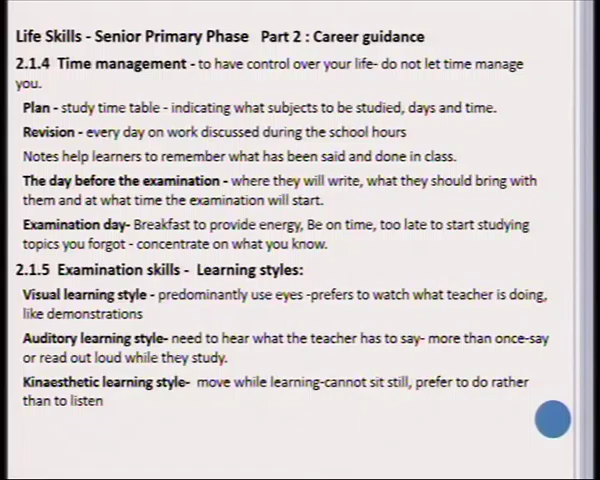 Life Skills - Senior Primary Phase Part 2 : Career guidance
2.1.4 Time management - to have control over your life- do not let time manage
you.
Plan - study time table - indicating what subjects to be studied, days and time.
Revision - every day on work discussed during the school hours
Notes help learners to remember what has been said and done in class.
The day before the examination - where they will write, what they should bring with
them and at what time the examination will start.
Examination day- Breakfast to provide energy, Be on time, too late to start studying
topics you forgot - concentrate on what you know.
2.1.5 Examination skills - Learning styles:
Visual learning style - predominantly use eyes -prefers to watch what teacher is doing,
like demonstrations
Auditory learning style- need to hear what the teacher has to say- more than once-say
or read out loud while they study.
Kinaesthetic learning style- move while learning-cannot sit still, prefer to do rather
than to listen